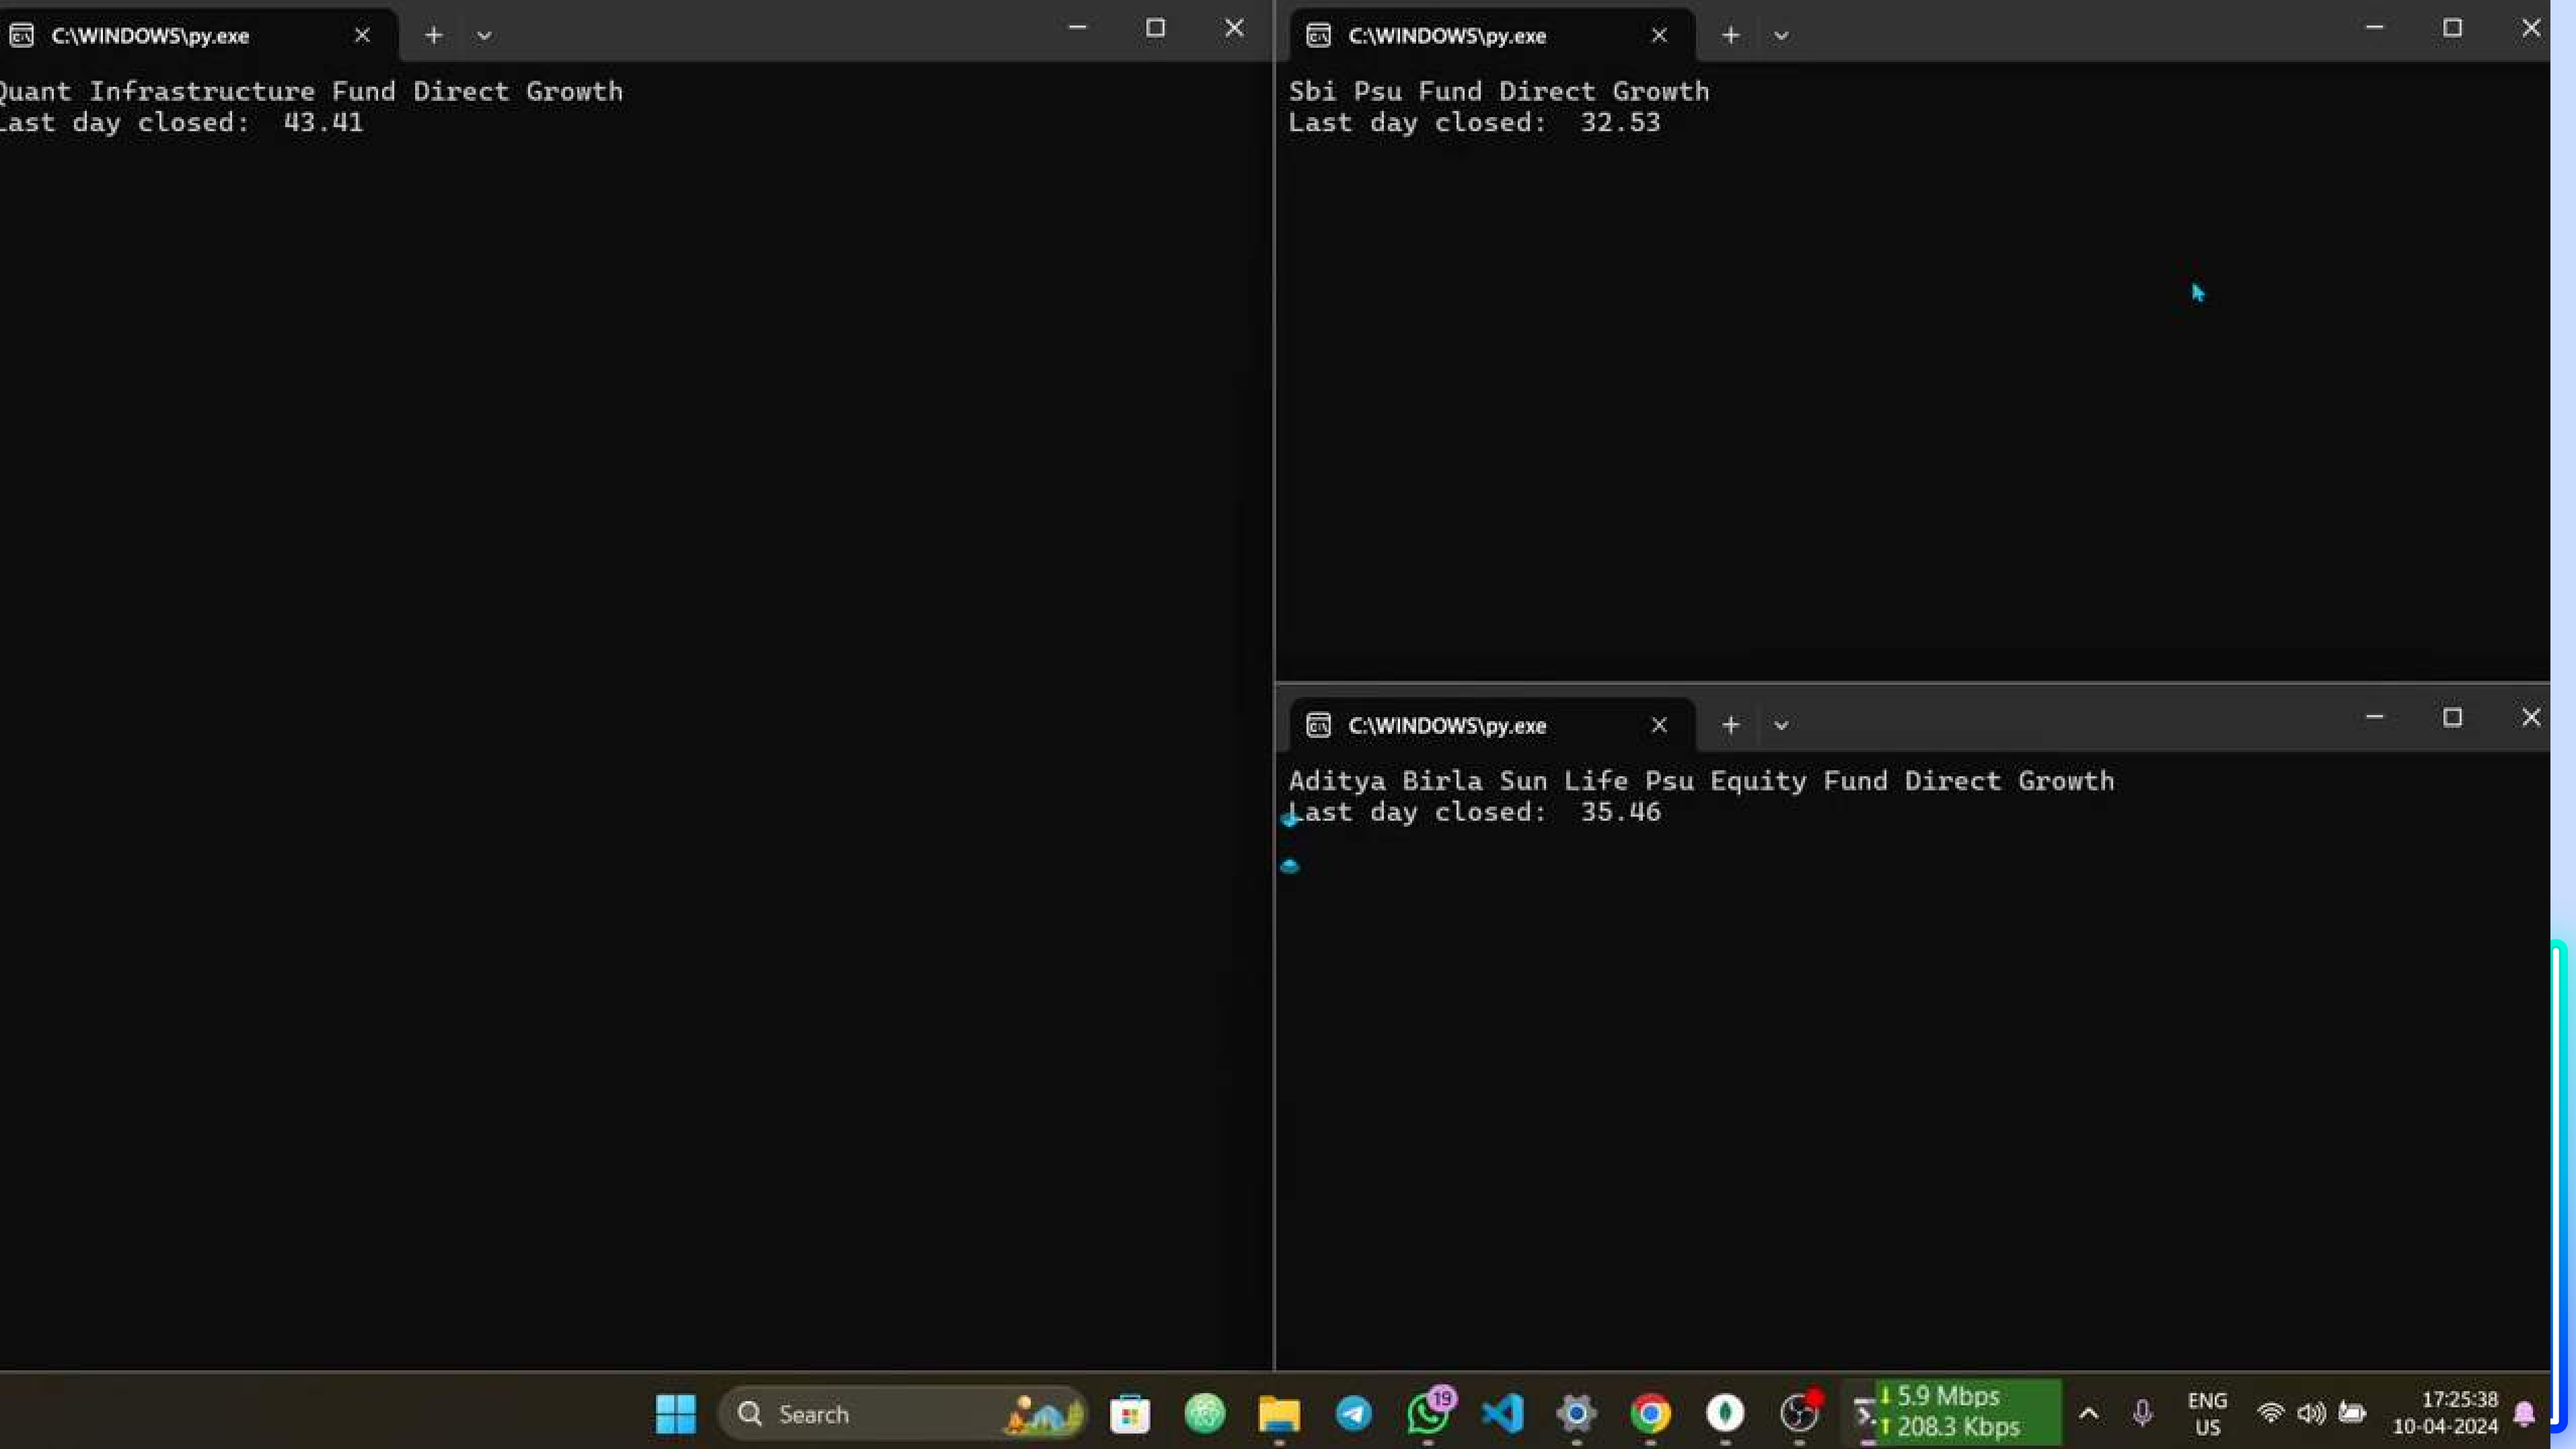 C:\WINDOWS\py.exe
Quant Infrastructure Fund Direct Growth
Last day closed:  43.41
C:\WINDOWS\py.exe
Sbi Psu Fund Direct Growth
Last day closed:  32.53
C:\WINDOWS\py.exe
Aditya Birla Sun Life Psu Equity Fund Direct Growth
Last day closed:  35.46
Search
19
5.9 Mbps
208.3 Kbps
ENG
US
17:25:38
10-04-2024